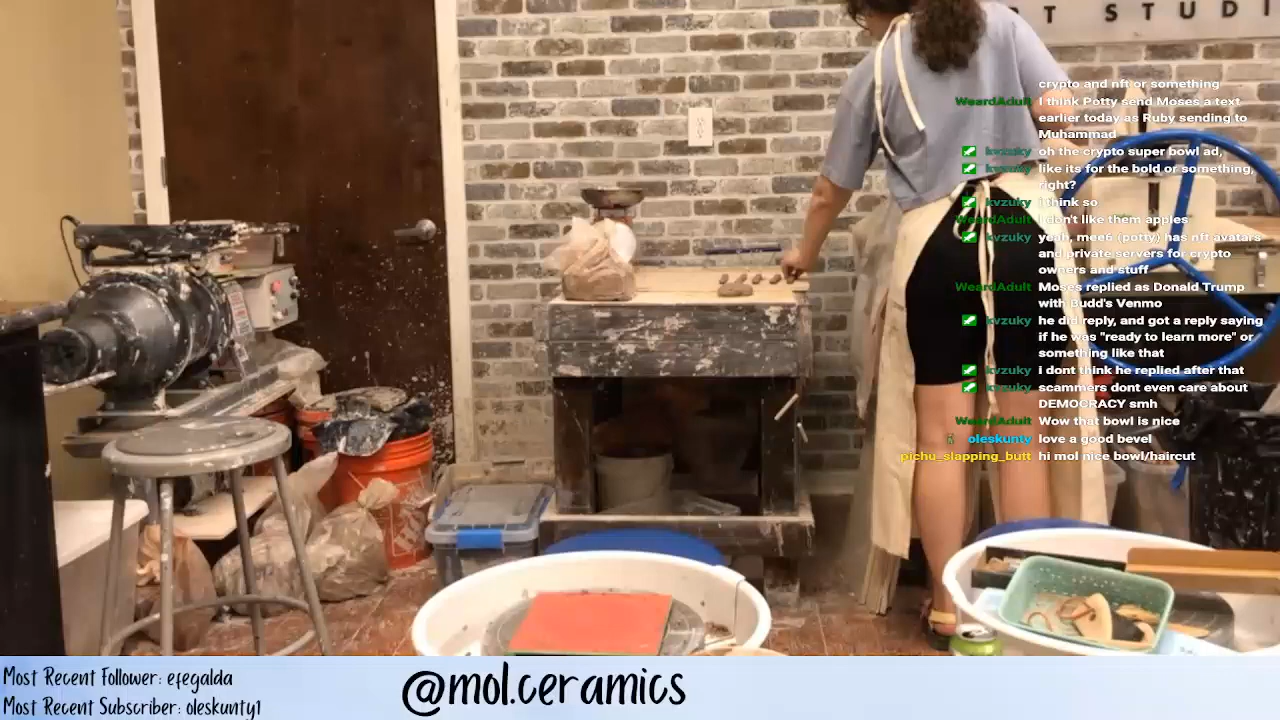 RT STUDI
crypto and nft or something
WeardAdult I think Potty send Moses a text
earlier today as Ruby sending to
Muhammad
kvzuky oh the crypto super bowl ad,
kvzuky like its for the bold or something,
right?
kvzuky i think so
WeardAdult I don't like them apples
kvzuky yeah, mee6 (potty) has nft avatars
and private servers for crypto
owners and stuff
WeardAdult Moses replied as Donald Trump
with Budd's Venmo
kvzuky he did reply, and got a reply saying
if he was "ready to learn more" or
something like that
kvzuky i dont think he replied after that
kvzuky scammers dont even care about
DEMOCRACY smh
WeardAdult Wow that bowl is nice
oleskunty love a good bevel
pichu_slapping_butt hi mol nice bowl/haircut
Most Recent Follower: efegalda
Most Recent Subscriber: oleskunty1
@mol.ceramics